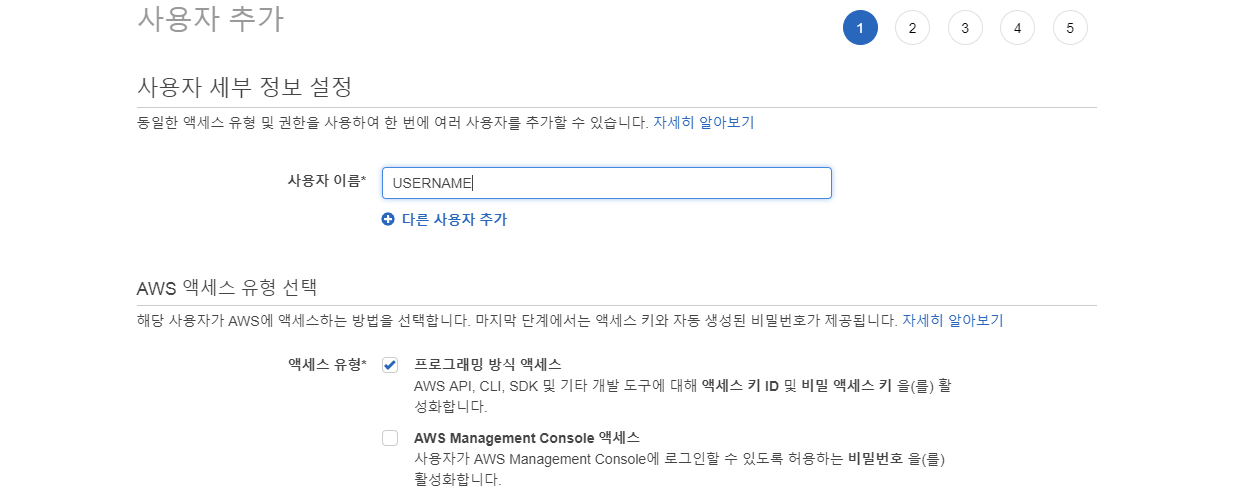 사용자 추가
1 2 3 4 5
사용자 세부 정보 설정
동일한 액세스 유형 및 권한을 사용하여 한 번에 여러 사용자를 추가할 수 있습니다. 자세히 알아보기
사용자 이름* USERNAME
다른 사용자 추가
AWS 액세스 유형 선택
해당 사용자가 AWS에 액세스하는 방법을 선택합니다. 마지막 단계에서는 액세스 키와 자동 생성된 비밀번호가 제공됩니다. 자세히 알아보기
액세스 유형* 프로그래밍 방식 액세스
AWS API, CLI, SDK 및 기타 개발 도구에 대해 액세스 키 ID 및 비밀 액세스 키 을(를) 활
성화합니다.
AWS Management Console 액세스
사용자가 AWS Management Console에 로그인할 수 있도록 허용하는 비밀번호 을(를)
활성화합니다.